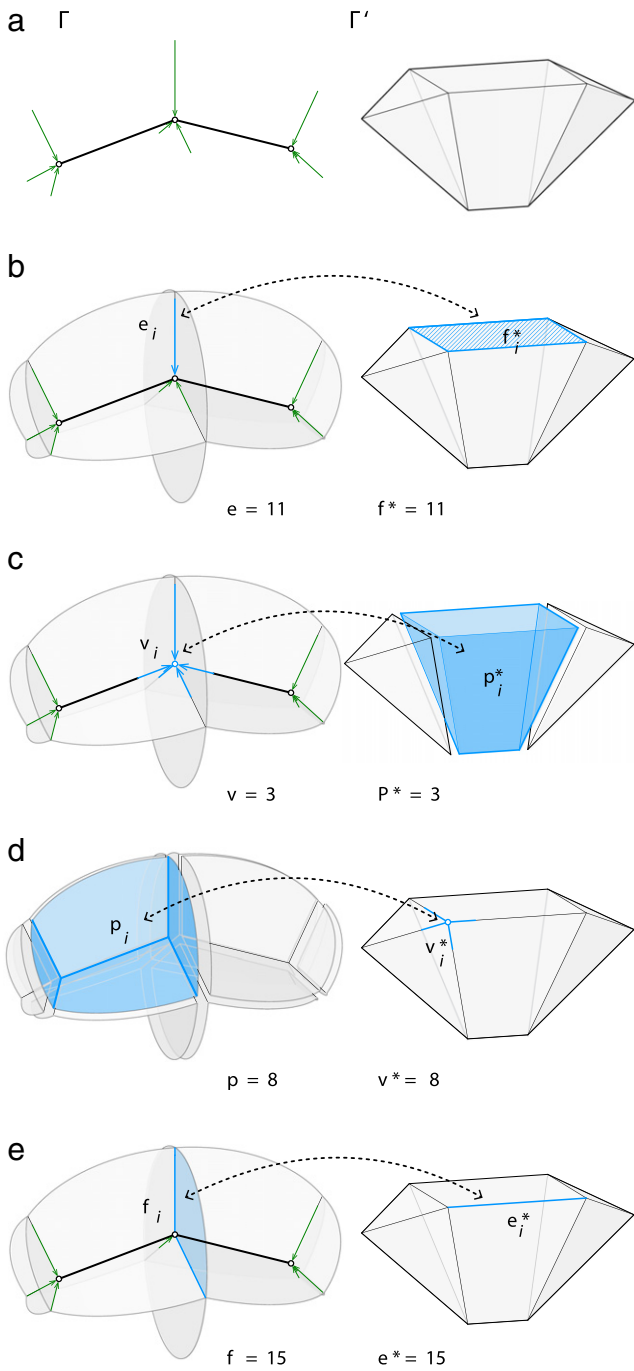 a Γ Γ‘
b
e i
f * i
e = 11 f* = 11
c
v i
p * i
v = 3 P* = 3
d
p i
v * i
p = 8 v* = 8
e
f i
e * i
f = 15 e* = 15